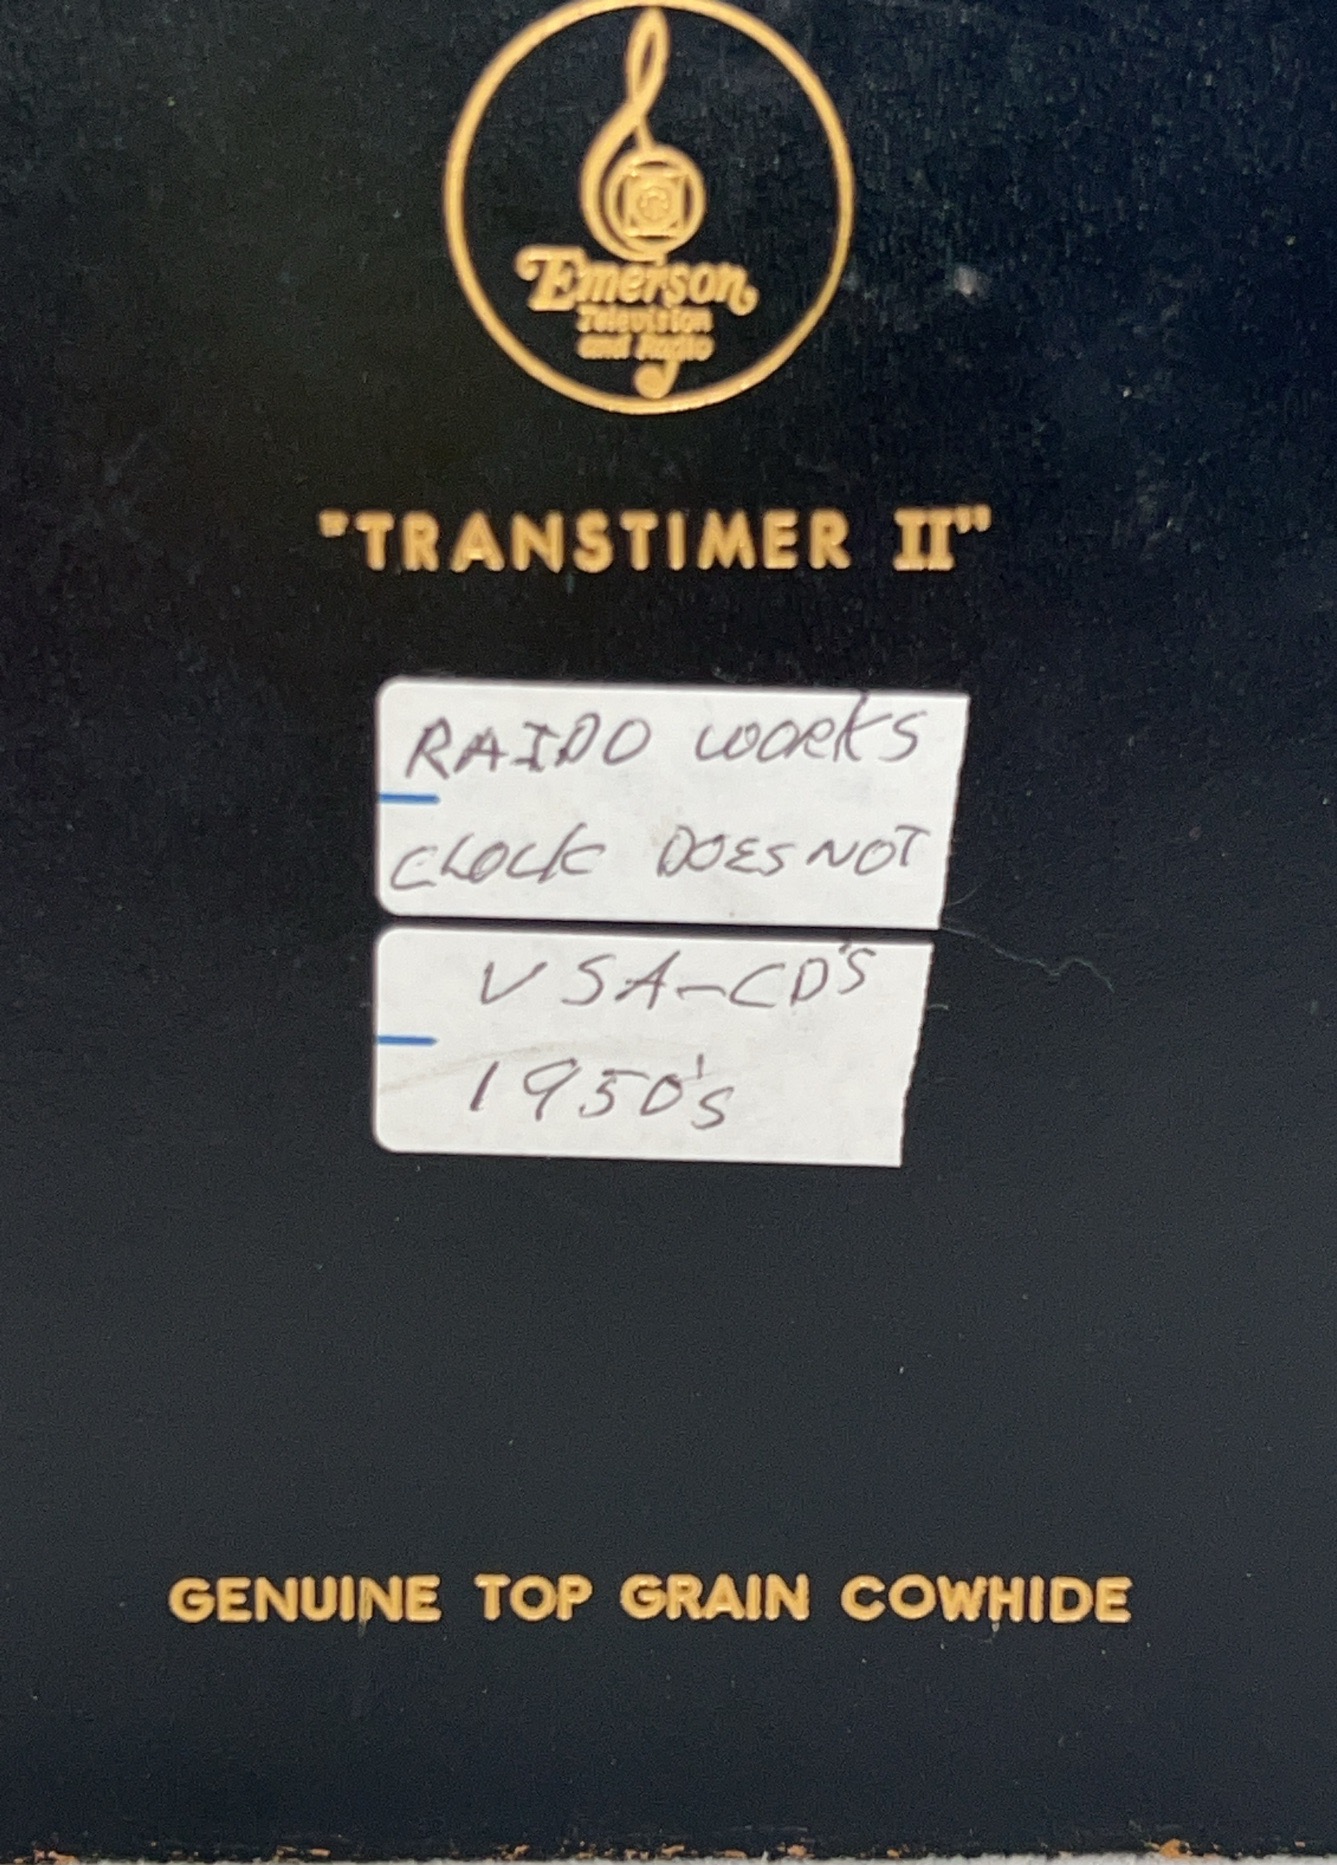 Emerson
Television
and Radio
"TRANSTIMER II"
RAIDO WORKS
CLOCK DOES NOT
USA-CD'S
1950's
GENUINE TOP GRAIN COWHIDE